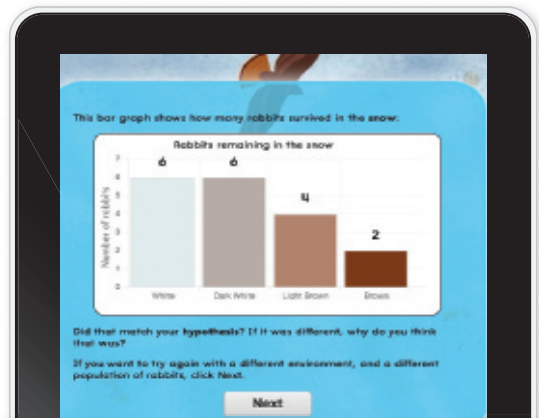 This bar graph shows how many rabbits survived in the snow:
Rabbits remaining in the snow
7
6
5
4
3
2
1
0
Number of rabbits
6
6
4
2
White
Dark White
Light Brown
Brown
Did that match your hypothesis? If it was different, why do you think
that was?
If you want to try again with a different environment, and a different
population of rabbits, click Next.
Next